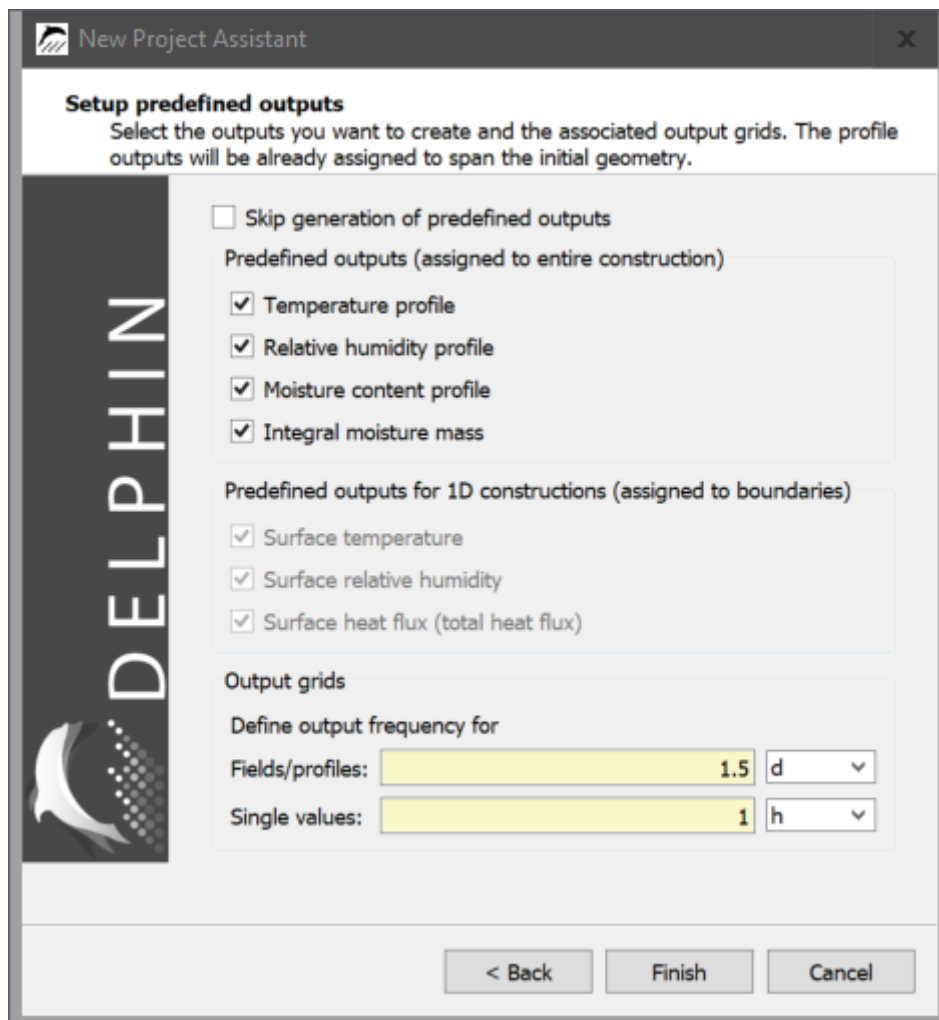 New Project Assistant
Setup predefined outputs
Select the outputs you want to create and the associated output grids. The profile
outputs will be already assigned to span the initial geometry.
DELPHIN
Skip generation of predefined outputs
Predefined outputs (assigned to entire construction)
Temperature profile
Relative humidity profile
Moisture content profile
Integral moisture mass
Predefined outputs for 1D constructions (assigned to boundaries)
Surface temperature
Surface relative humidity
Surface heat flux (total heat flux)
Output grids
Define output frequency for
Fields/profiles: 1.5 d
Single values: 1 h
< Back Finish Cancel